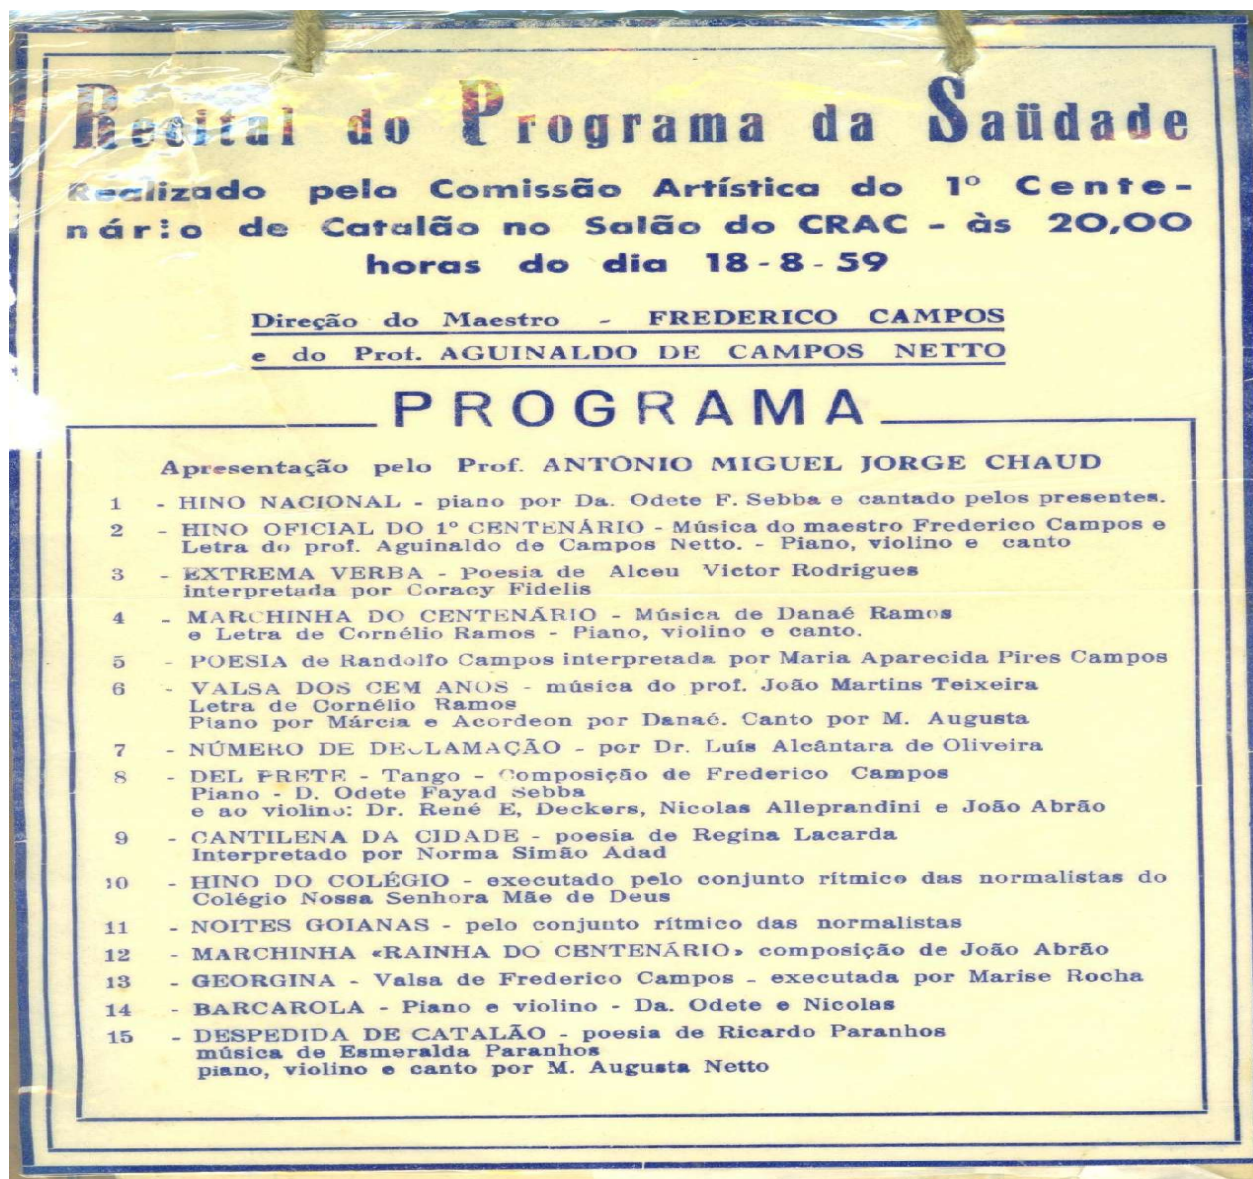 Recital do Programa da Saüdade
Realizado pela Comissão Artística do 1º Cente-
nário de Catalão no Salão do CRAC - às 20,00
horas do dia 18-8-59
Direção do Maestro - FREDERICO CAMPOS
e do Prof. AGUINALDO DE CAMPOS NETTO
PROGRAMA
Apresentação pelo Prof. ANTÔNIO MIGUEL JORGE CHAUD
1 - HINO NACIONAL - piano por Da. Odete F. Sebba e cantado pelos presentes.
2 - HINO OFICIAL DO 1º CENTENÁRIO - Música do maestro Frederico Campos e
Letra do prof. Aguinaldo de Campos Netto. - Piano, violino e canto
3 - EXTREMA VERBA - Poesia de Alceu Victor Rodrigues
interpretada por Coracy Fidelis
4 - MARCHINHA DO CENTENÁRIO - Música de Danaé Ramos
e Letra de Cornélio Ramos - Piano, violino e canto.
5 - POESIA de Randolfo Campos interpretada por Maria Aparecida Pires Campos
6 - VALSA DOS CEM ANOS - música do prof. João Martins Teixeira
Letra de Cornélio Ramos
Piano por Márcia e Acordeon por Danaé. Canto por M. Augusta
7 - NÚMERO DE DECLAMAÇÃO - por Dr. Luís Alcântara de Oliveira
8 - DEL PRETE - Tango - Composição de Frederico Campos
Piano - D. Odete Fayad Sebba
e ao violino: Dr. René E, Deckers, Nicolas Alleprandini e João Abrão
9 - CANTILENA DA CIDADE - poesia de Regina Lacarda
Interpretado por Norma Simão Adad
10 - HINO DO COLÉGIO - executado pelo conjunto rítmico das normalistas do
Colégio Nossa Senhora Mãe de Deus
11 - NOITES GOIANAS - pelo conjunto rítmico das normalistas
12 - MARCHINHA «RAINHA DO CENTENÁRIO» composição de João Abrão
13 - GEORGINA - Valsa de Frederico Campos - executada por Marise Rocha
14 - BARCAROLA - Piano e violino - Da. Odete e Nicolas
15 - DESPEDIDA DE CATALÃO - poesia de Ricardo Paranhos
música de Esmeralda Paranhos
piano, violino e canto por M. Augusta Netto